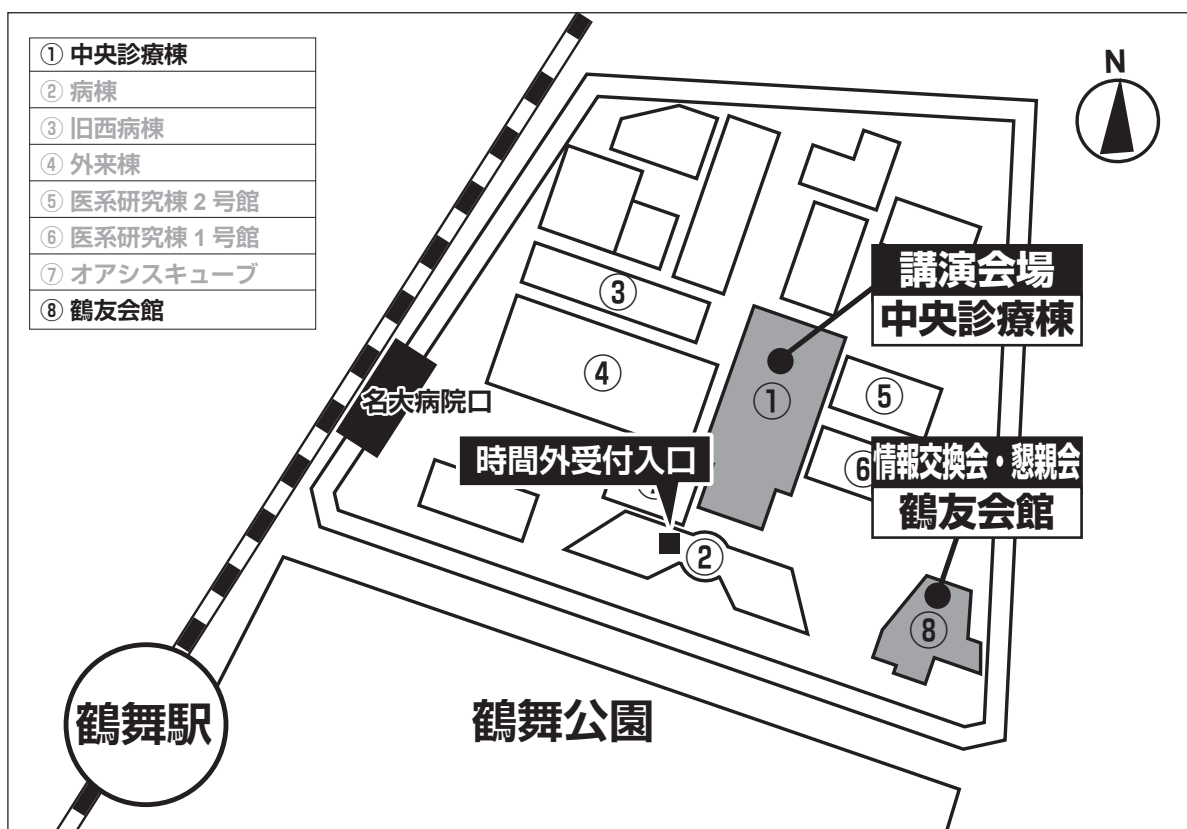 ① 中央診療棟
② 病棟
③ 旧西病棟
④ 外来棟
⑤ 医系研究棟 2 号館
⑥ 医系研究棟 1 号館
⑦ オアシスキューブ
⑧ 鶴友会館
N
講演会場
中央診療棟
③
④
①
⑤
名大病院口
時間外受付入口
⑥
情報交換会・懇親会
鶴友会館
②
⑧
鶴舞駅
鶴舞公園